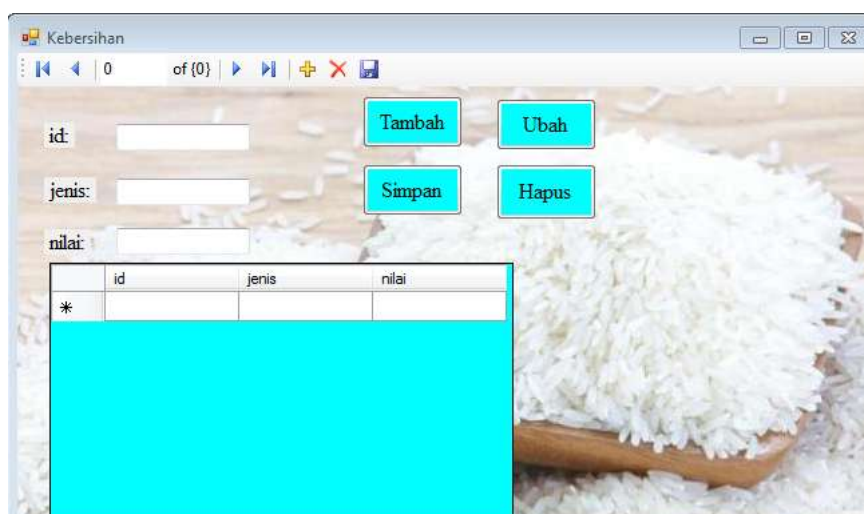 Kebersihan
0 of {0}
Tambah Ubah
id:
jenis: Simpan Hapus
nilai:
id jenis nilai